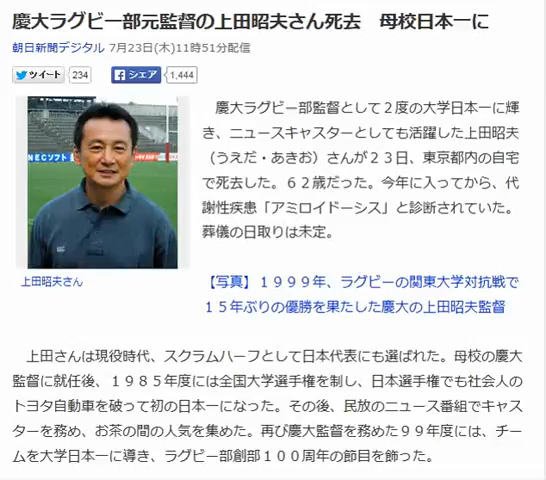 慶大ラグビー部元監督の上田昭夫さん死去　母校日本一に
朝日新聞デジタル 7月23日(木)11時51分配信
ツイート 234 シェア 1,444
NECソフト
慶大ラグビー部監督として２度の大学日本一に輝
き、ニュースキャスターとしても活躍した上田昭夫
（うえだ・あきお）さんが２３日、東京都内の自宅
で死去した。６２歳だった。今年に入ってから、代
謝性疾患「アミロイドーシス」と診断されていた。
葬儀の日取りは未定。
上田昭夫さん
【写真】１９９９年、ラグビーの関東大学対抗戦で
１５年ぶりの優勝を果たした慶大の上田昭夫監督
上田さんは現役時代、スクラムハーフとして日本代表にも選ばれた。母校の慶大
監督に就任後、１９８５年度には全国大学選手権を制し、日本選手権でも社会人の
トヨタ自動車を破って初の日本一になった。その後、民放のニュース番組でキャス
ターを務め、お茶の間の人気を集めた。再び慶大監督を務めた９９年度には、チー
ムを大学日本一に導き、ラグビー部創部１００周年の節目を飾った。